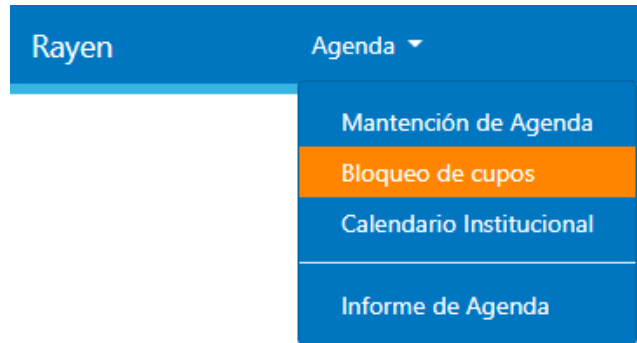 Rayen
Agenda
Mantención de Agenda
Bloqueo de cupos
Calendario Institucional
Informe de Agenda